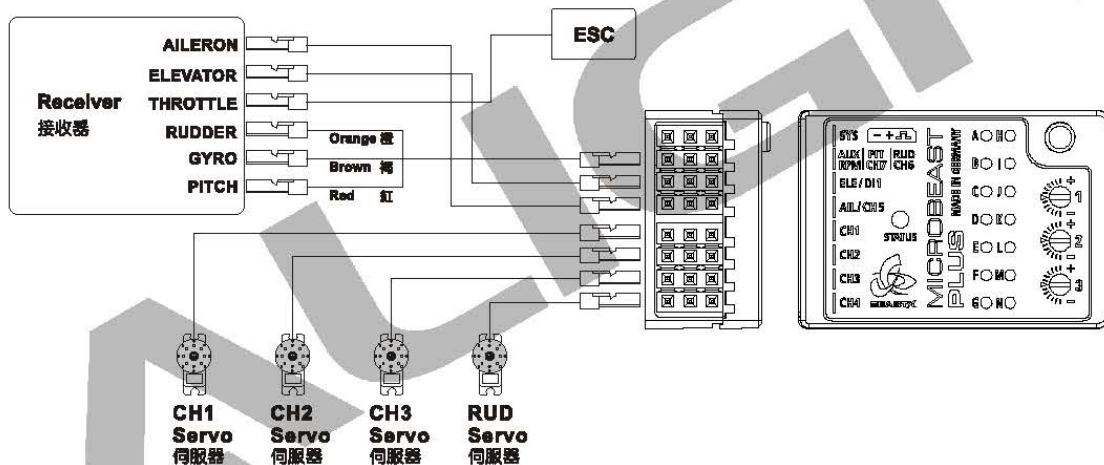 ESC
AILERON
ELEVATOR
THROTTLE
RUDDER
GYRO
PITCH
Receiver
接收器
Orange 橙
Brown 褐
Red 紅
CH1
Servo
伺服器
CH2
Servo
伺服器
CH3
Servo
伺服器
RUD
Servo
伺服器
SYS
- +
AUX PIT RUD
RPM CH7 CH6
ELE/DI1
AIL/CH5
CH1
CH2
CH3
CH4
STATUS
BEASTX
MICROBEAST
PLUS
MADE IN GERMANY
A H
B I
C J
D K
E L
F M
G N
+ 1 -
+ 2 -
+ 3 -